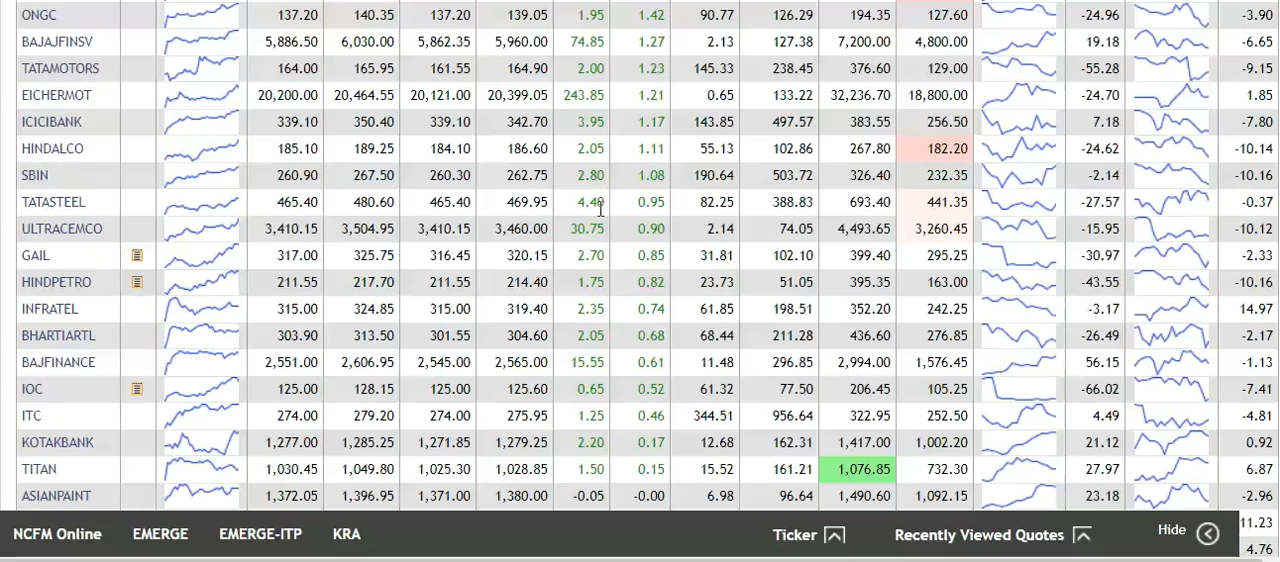 ONGC 137.20 140.35 137.20 139.05 1.95 1.42 90.77 126.29 194.35 127.60 -24.96 -3.90
BAJAJFINSV 5,886.50 6,030.00 5,862.35 5,960.00 74.85 1.27 2.13 127.38 7,200.00 4,800.00 19.18 -6.65
TATAMOTORS 164.00 165.95 161.55 164.90 2.00 1.23 145.33 238.45 376.60 129.00 -55.28 -9.15
EICHERMOT 20,200.00 20,464.55 20,121.00 20,399.05 243.85 1.21 0.65 133.22 32,236.70 18,800.00 -24.70 1.85
ICICIBANK 339.10 350.40 339.10 342.70 3.95 1.17 143.85 497.57 383.55 256.50 7.18 -7.80
HINDALCO 185.10 189.25 184.10 186.60 2.05 1.11 55.13 102.86 267.80 182.20 -24.62 -10.14
SBIN 260.90 267.50 260.30 262.75 2.80 1.08 190.64 503.72 326.40 232.35 -2.14 -10.16
TATASTEEL 465.40 480.60 465.40 469.95 4.40 0.95 82.25 388.83 693.40 441.35 -27.57 -0.37
ULTRACEMCO 3,410.15 3,504.95 3,410.15 3,460.00 30.75 0.90 2.14 74.05 4,493.65 3,260.45 -15.95 -10.12
GAIL 317.00 325.75 316.45 320.15 2.70 0.85 31.81 102.10 399.40 295.25 -30.97 -2.33
HINDPETRO 211.55 217.70 211.55 214.40 1.75 0.82 23.73 51.05 395.35 163.00 -43.55 -10.16
INFRATEL 315.00 324.85 315.00 319.40 2.35 0.74 61.85 198.51 352.20 242.25 -3.17 14.97
BHARTIARTL 303.90 313.50 301.55 304.60 2.05 0.68 68.44 211.28 436.60 276.85 -26.49 -2.17
BAJFINANCE 2,551.00 2,606.95 2,545.00 2,565.00 15.55 0.61 11.48 296.85 2,994.00 1,576.45 56.15 -1.13
IOC 125.00 128.15 125.00 125.60 0.65 0.52 61.32 77.50 206.45 105.25 -66.02 -7.41
ITC 274.00 279.20 274.00 275.95 1.25 0.46 344.51 956.64 322.95 252.50 4.49 -4.81
KOTAKBANK 1,277.00 1,285.25 1,271.85 1,279.25 2.20 0.17 12.68 162.31 1,417.00 1,002.20 21.12 0.92
TITAN 1,030.45 1,049.80 1,025.30 1,028.85 1.50 0.15 15.52 161.21 1,076.85 732.30 27.97 6.87
ASIANPAINT 1,372.05 1,396.95 1,371.00 1,380.00 -0.05 -0.00 6.98 96.64 1,490.60 1,092.15 23.18 -2.96
11.23
NCFM Online EMERGE EMERGE-ITP KRA Ticker Recently Viewed Quotes Hide
4.76